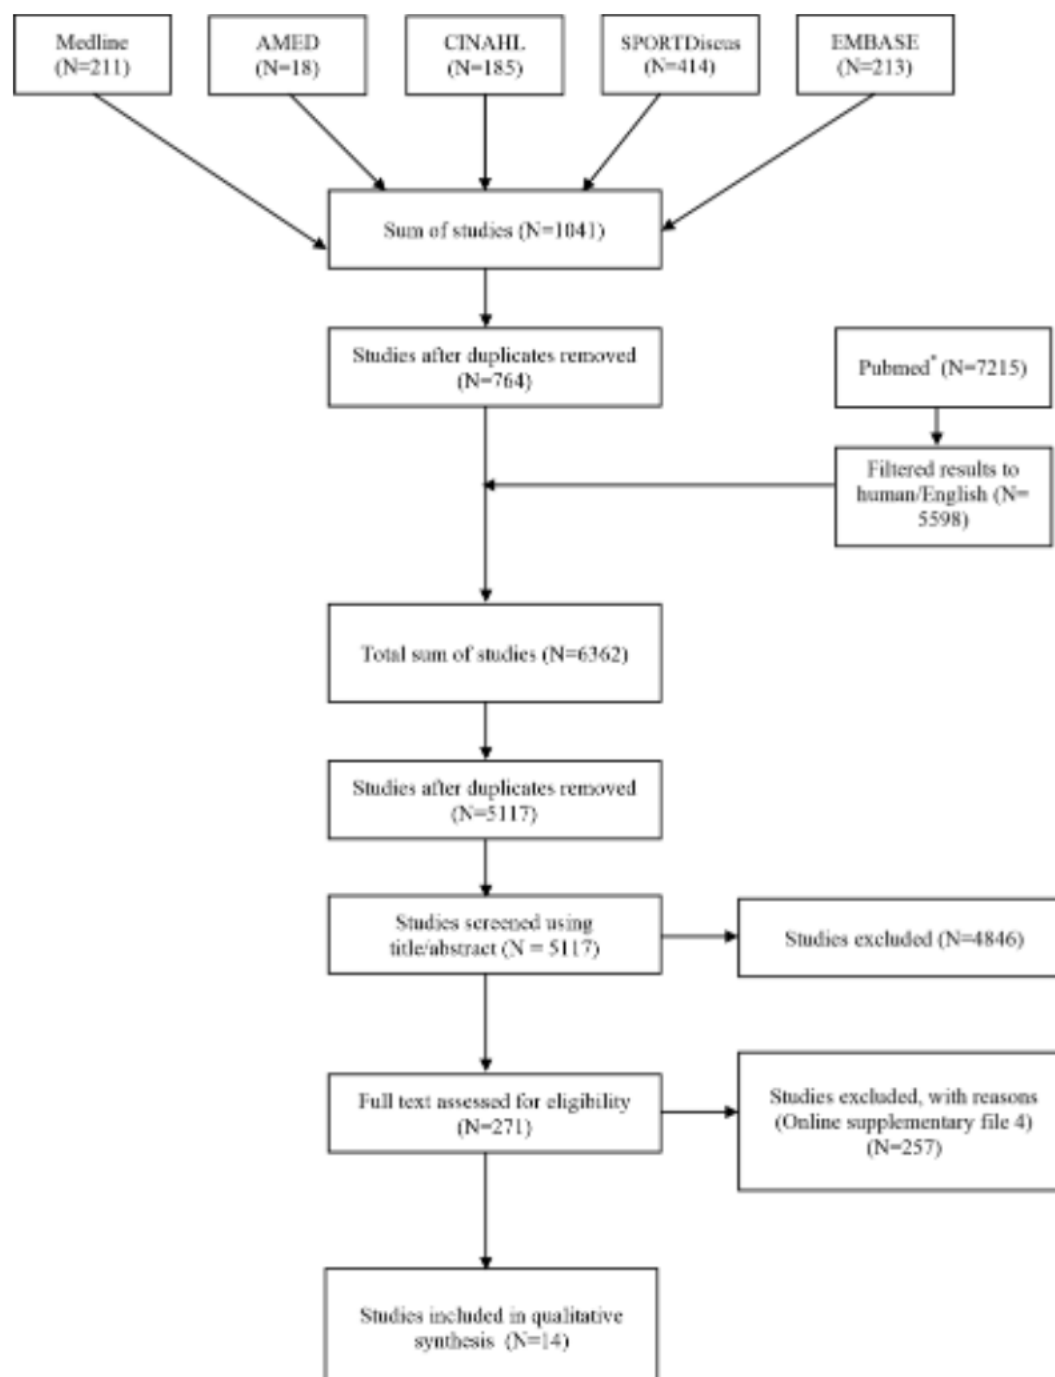 Medline
(N=211)
AMED
(N=18)
CINAHL
(N=185)
SPORTDiscus
(N=414)
EMBASE
(N=213)
Sum of studies (N=1041)
Studies after duplicates removed
(N=764)
Pubmed* (N=7215)
Filtered results to
human/English (N=
5598)
Total sum of studies (N=6362)
Studies after duplicates removed
(N=5117)
Studies screened using
title/abstract (N = 5117)
Studies excluded (N=4846)
Full text assessed for eligibility
(N=271)
Studies excluded, with reasons
(Online supplementary file 4)
(N=257)
Studies included in qualitative
synthesis (N=14)